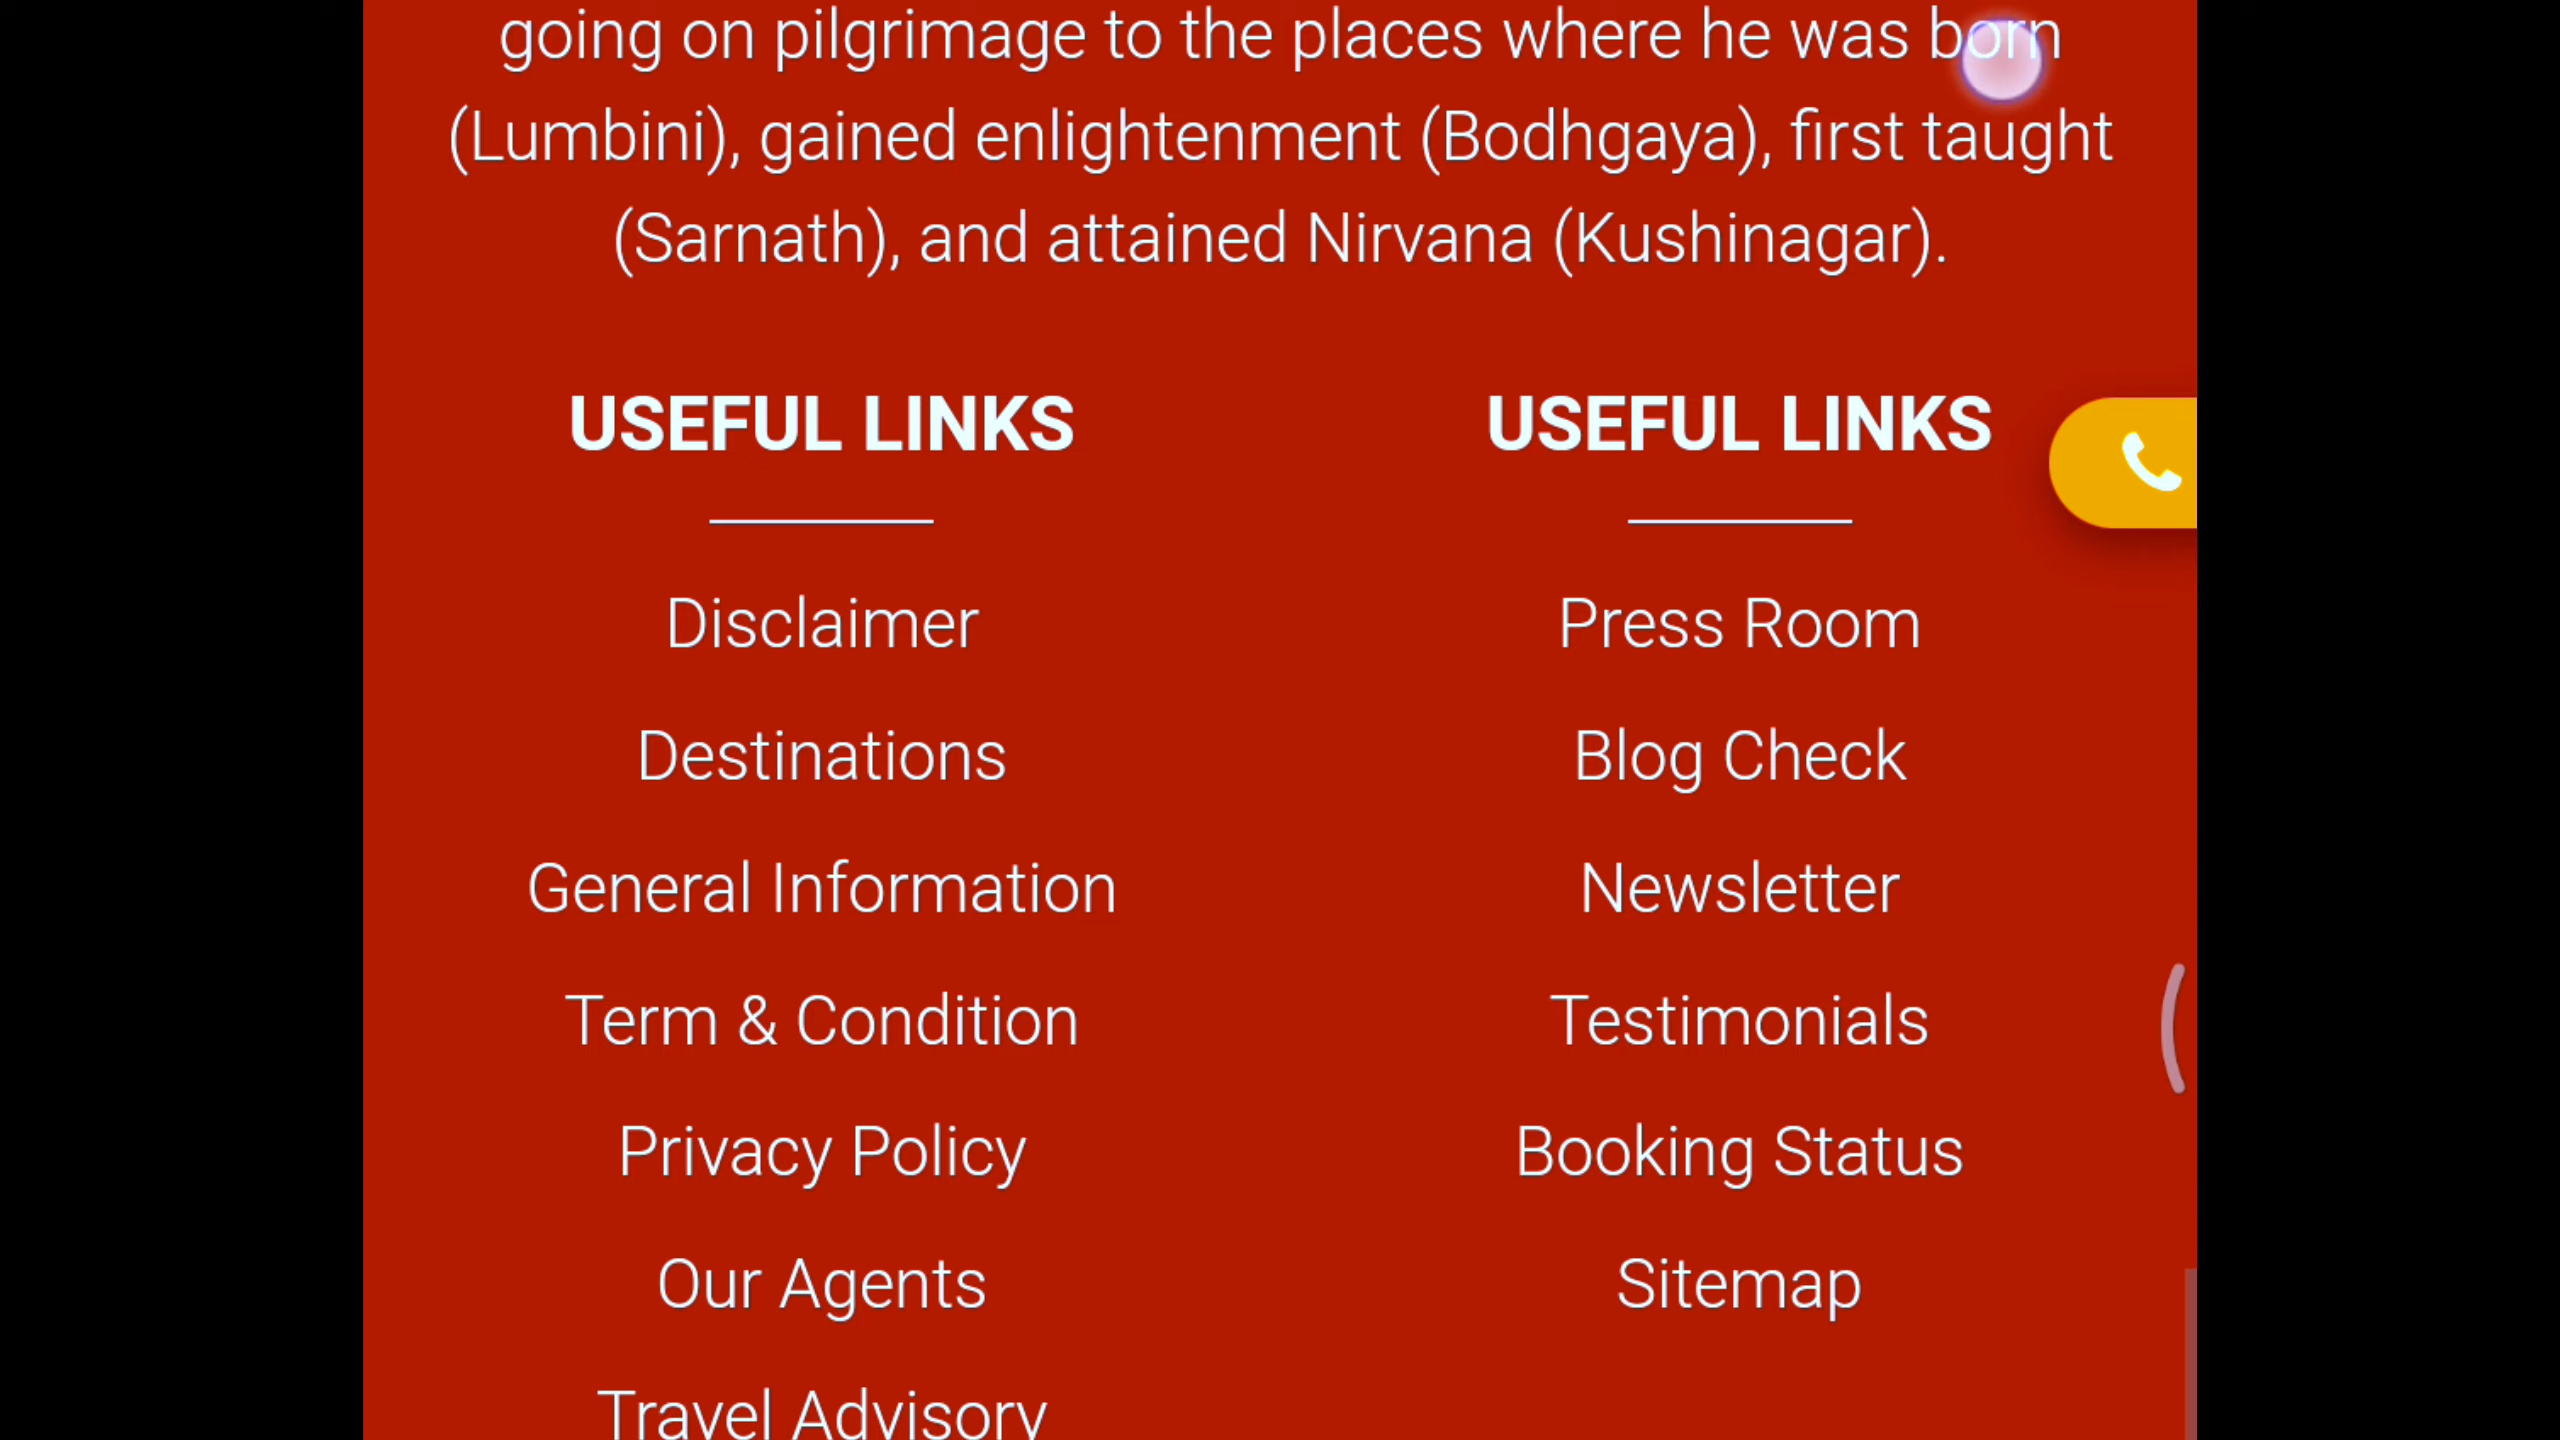 going on pilgrimage to the places where he was born
(Lumbini), gained enlightenment (Bodhgaya), first taught
(Sarnath), and attained Nirvana (Kushinagar).
USEFUL LINKS
Disclaimer
Destinations
General Information
Term & Condition
Privacy Policy
Our Agents
Travel Advisory
USEFUL LINKS
Press Room
Blog Check
Newsletter
Testimonials
Booking Status
Sitemap